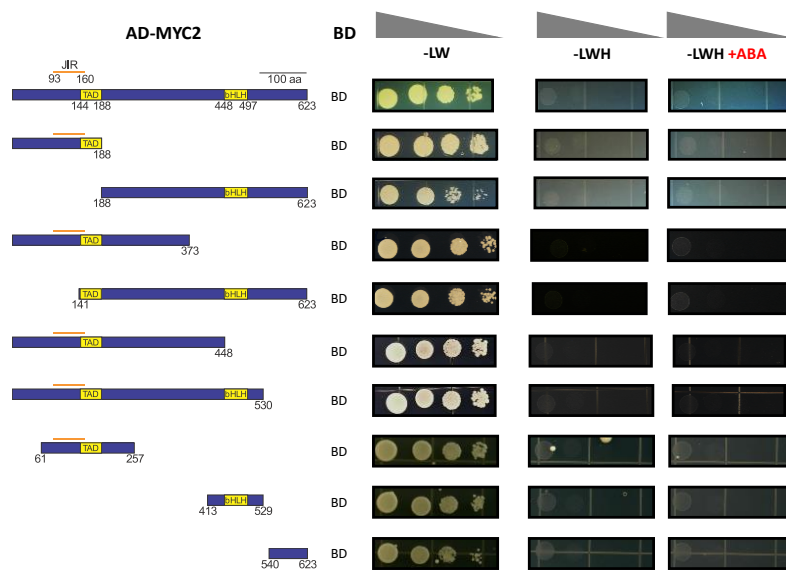 AD-MYC2 BD
-LW -LWH -LWH +ABA
JIR
93 160 100 aa
TAD bHLH BD
144 188 448 497 623
TAD BD
188
bHLH BD
188 623
TAD BD
373
TAD bHLH BD
141 623
TAD BD
448
TAD bHLH BD
530
TAD BD
61 257
bHLH BD
413 529
BD
540 623